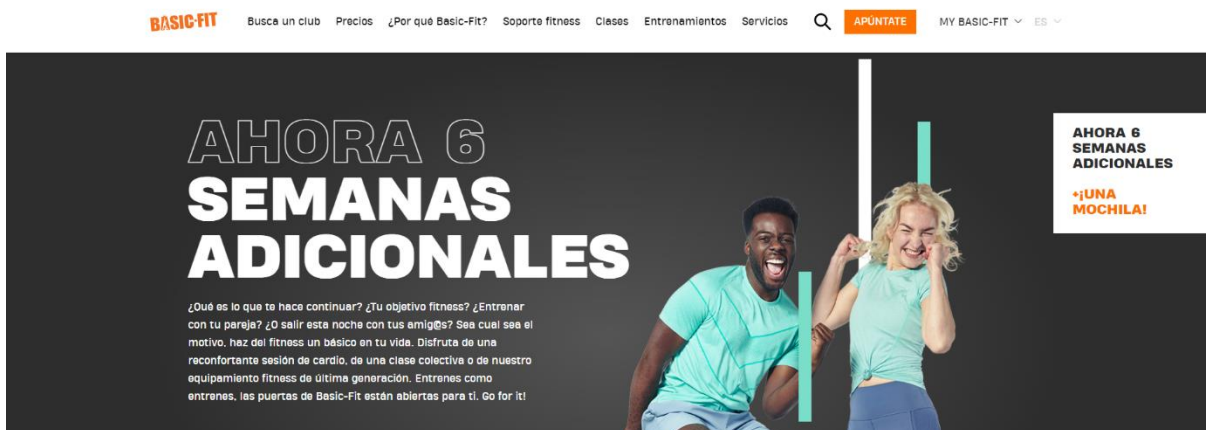 BASIC-FIT
Busca un club Precios ¿Por qué Basic-Fit? Soporte fitness Clases Entrenamientos Servicios APÚNTATE MY BASIC-FIT ES
AHORA 6
SEMANAS
ADICIONALES
¿Qué es lo que te hace continuar? ¿Tu objetivo fitness? ¿Entrenar
con tu pareja? ¿O salir esta noche con tus amig@s? Sea cual sea el
motivo, haz del fitness un básico en tu vida. Disfruta de una
reconfortante sesión de cardio, de una clase colectiva o de nuestro
equipamiento fitness de última generación. Entrenes como
entrenes, las puertas de Basic-Fit están abiertas para ti. Go for it!
AHORA 6
SEMANAS
ADICIONALES
+¡UNA
MOCHILA!